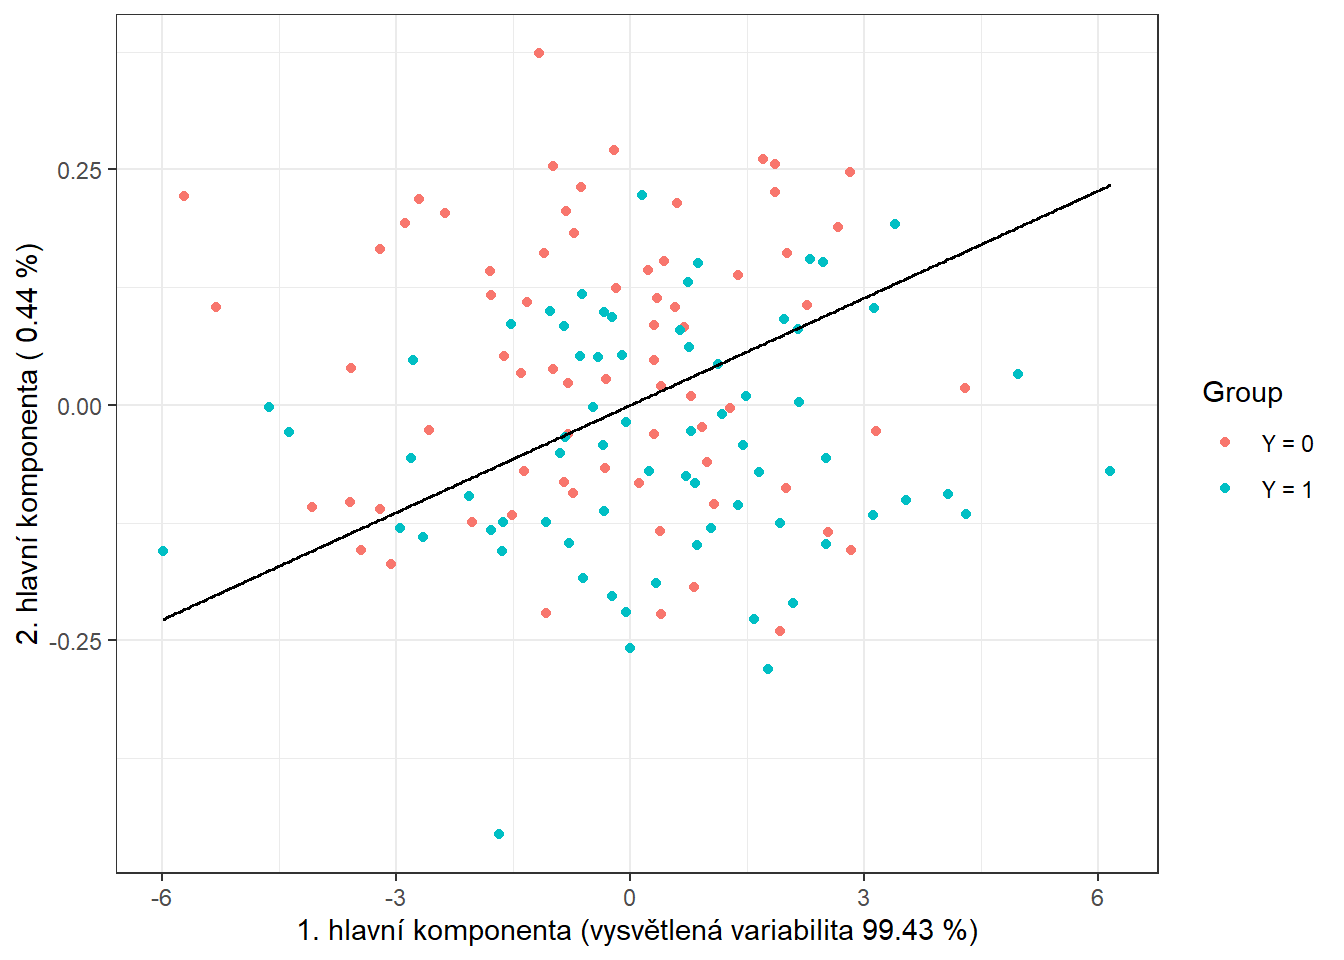 2. hlavní komponenta ( 0.44 %)
0.25
0.00
-0.25
-6
-3
0
3
6
1. hlavní komponenta (vysvětlená variabilita 99.43 %)
Group
Y = 0
Y = 1